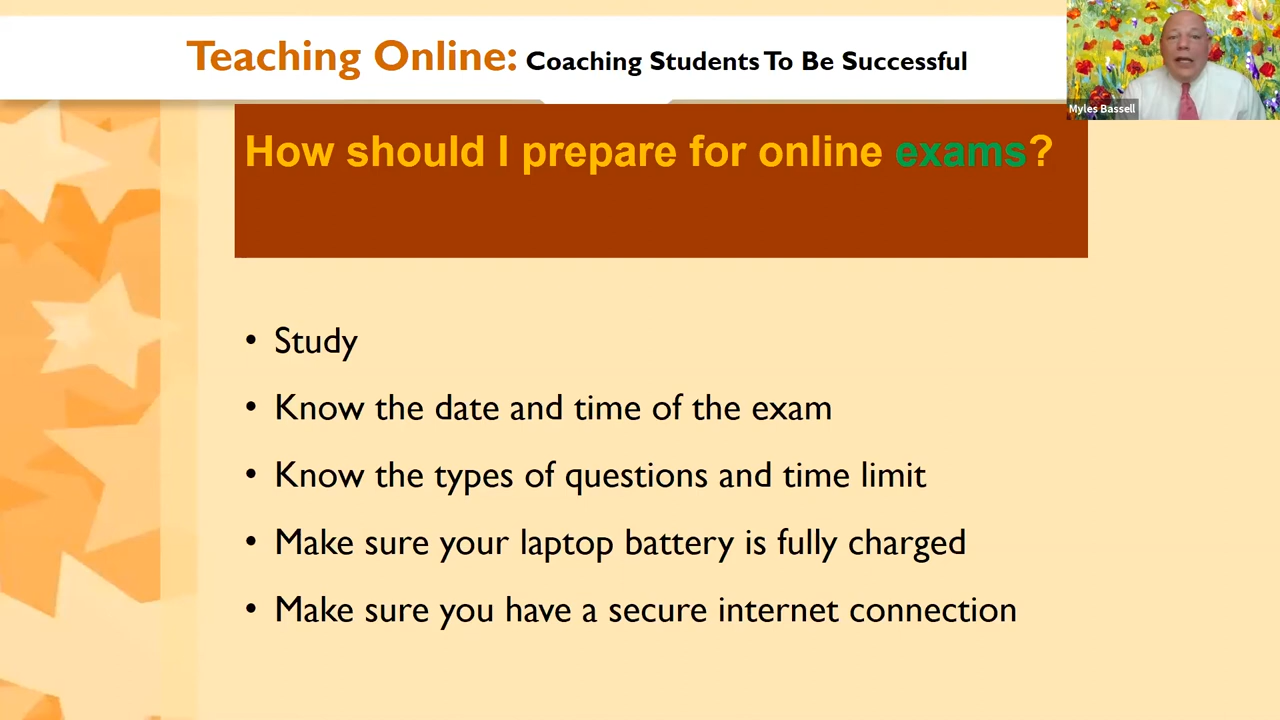 Teaching Online: Coaching Students To Be Successful
Myles Bassell
How should I prepare for online exams?
• Study
• Know the date and time of the exam
• Know the types of questions and time limit
• Make sure your laptop battery is fully charged
• Make sure you have a secure internet connection